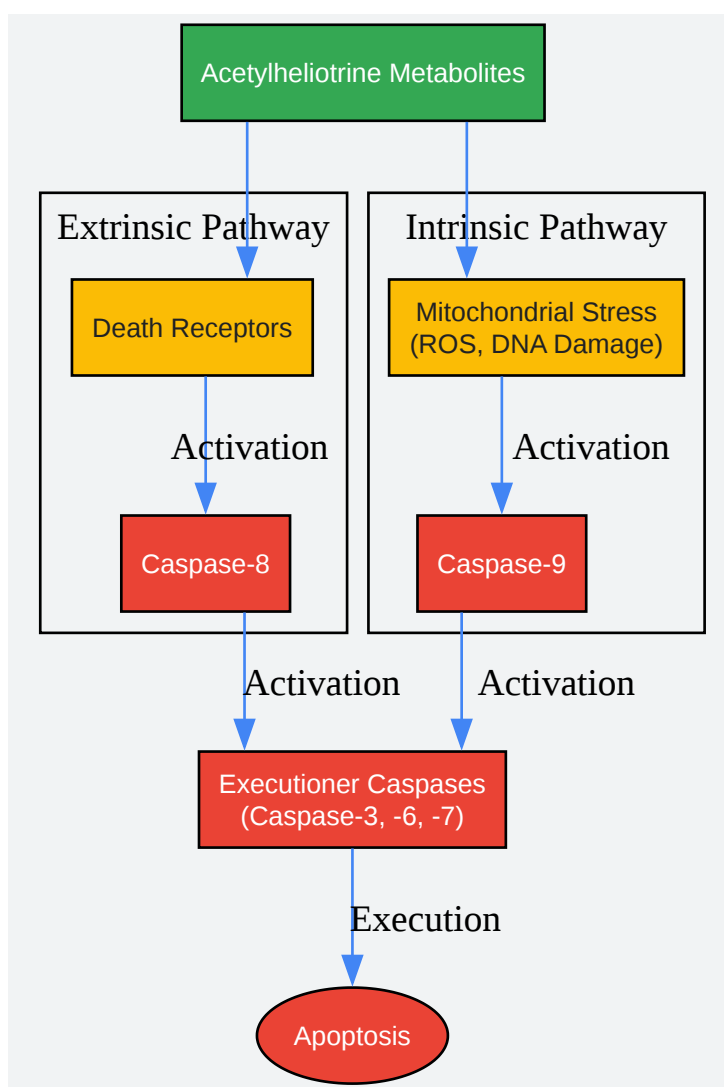 Acetylheliotrine Metabolites
Extrinsic Pathway
Intrinsic Pathway
Death Receptors
Mitochondrial Stress
(ROS, DNA Damage)
Activation
Activation
Caspase-8
Caspase-9
Activation
Activation
Executioner Caspases
(Caspase-3, -6, -7)
Execution
Apoptosis